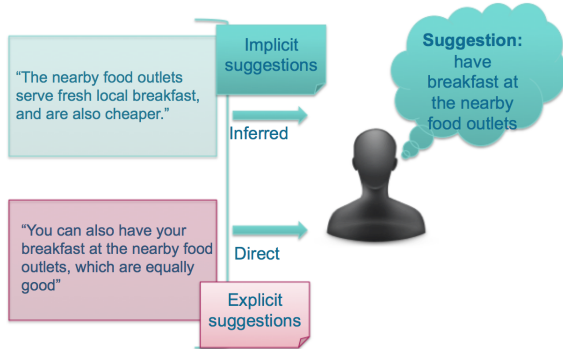 Implicit
suggestions
“The nearby food outlets
serve fresh local breakfast,
and are also cheaper.”
Inferred
Suggestion:
have
breakfast at
the nearby
food outlets
“You can also have your
breakfast at the nearby food
outlets, which are equally
good”
Direct
Explicit
suggestions